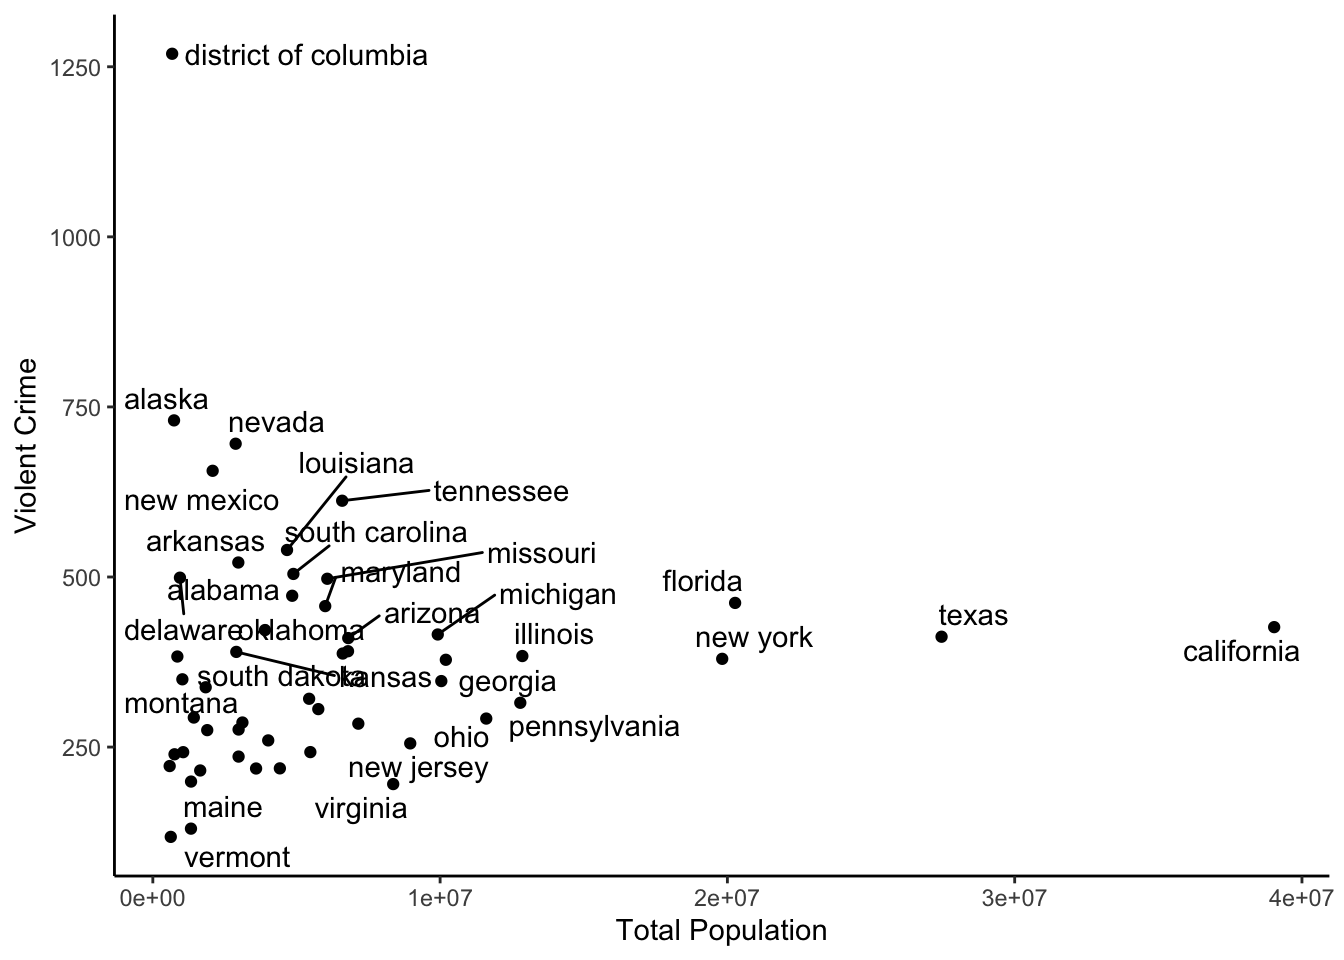 1250
1000
750
500
250
Violent Crime
district of columbia
alaska
nevada
louisiana
tennessee
new mexico
south carolina
arkansas
missouri
maryland
florida
alabama
michigan
arizona
texas
delaware
oklahoma
illinois
new york
california
south dakota
kansas
georgia
montana
pennsylvania
ohio
new jersey
maine
virginia
vermont
0e+00
1e+07
2e+07
3e+07
4e+07
Total Population